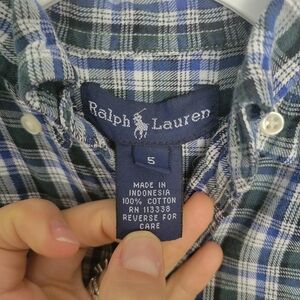 Ralph Lauren
5
MADE IN
INDONESIA
100% COTTON
RN 113338
REVERSE FOR
CARE